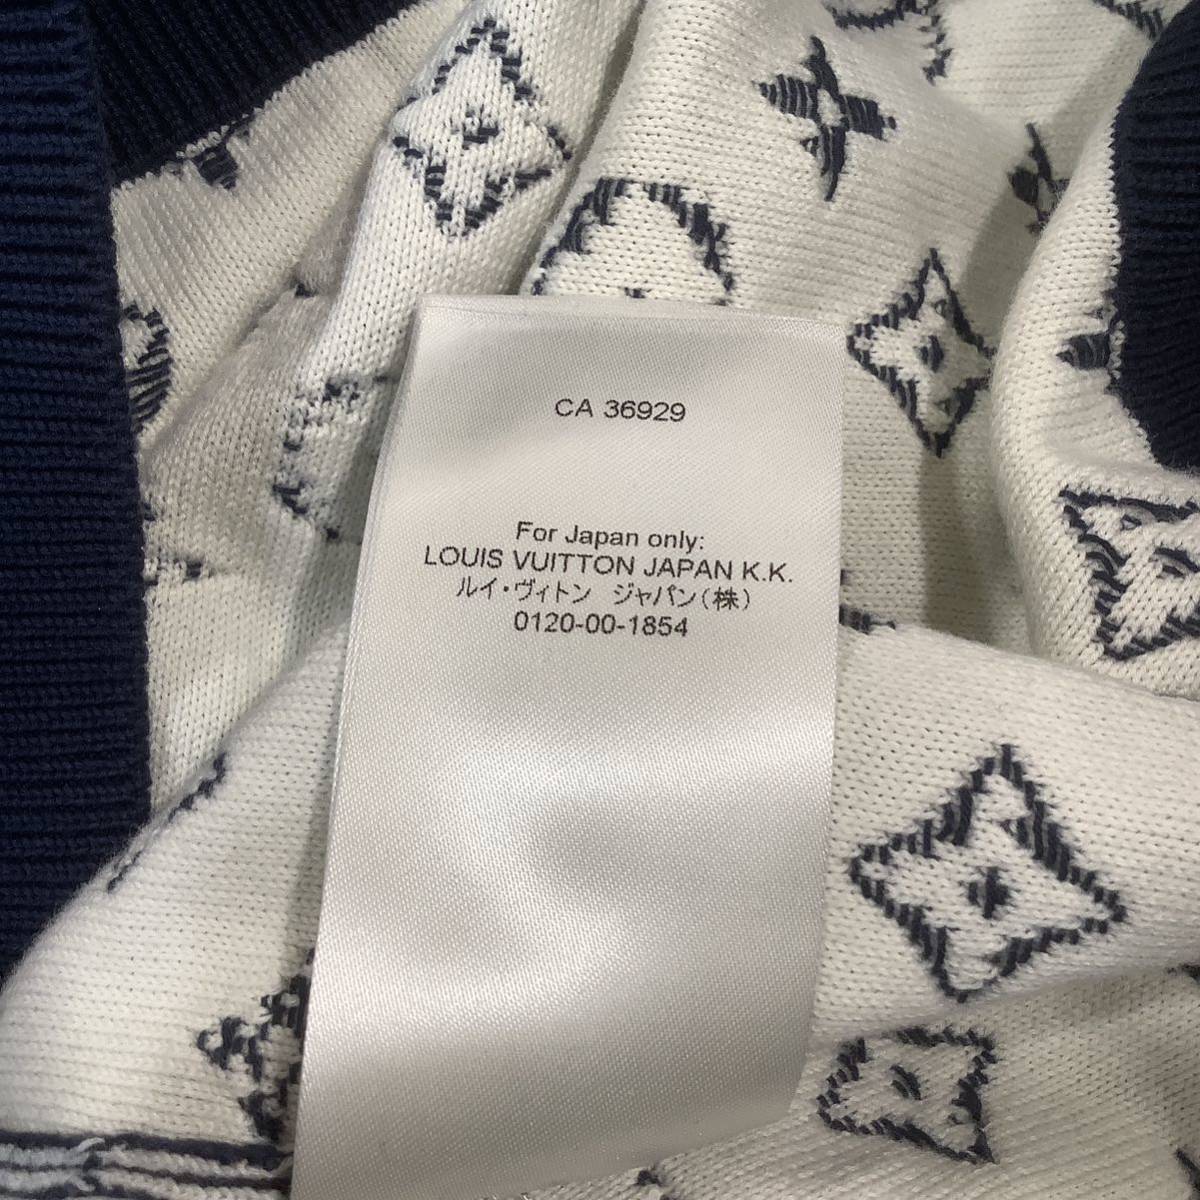 CA 36929
For Japan only:
LOUIS VUITTON JAPAN K.K.
ルイ・ヴィトン　ジャパン（株）
0120-00-1854